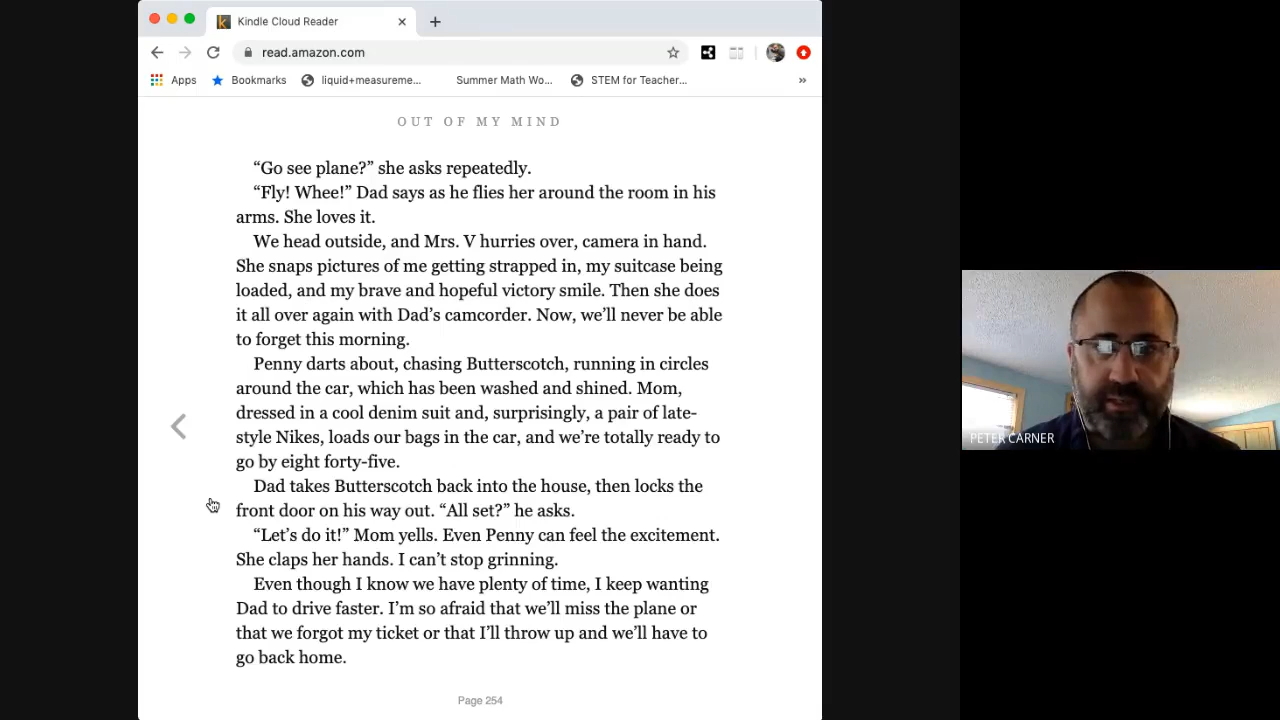 Kindle Cloud Reader
read.amazon.com
Apps
Bookmarks
liquid+measureme...
Summer Math Wo...
STEM for Teacher...
OUT OF MY MIND
“Go see plane?” she asks repeatedly.
“Fly! Whee!” Dad says as he flies her around the room in his
arms. She loves it.
We head outside, and Mrs. V hurries over, camera in hand.
She snaps pictures of me getting strapped in, my suitcase being
loaded, and my brave and hopeful victory smile. Then she does
it all over again with Dad’s camcorder. Now, we’ll never be able
to forget this morning.
Penny darts about, chasing Butterscotch, running in circles
around the car, which has been washed and shined. Mom,
dressed in a cool denim suit and, surprisingly, a pair of late-
style Nikes, loads our bags in the car, and we’re totally ready to
go by eight forty-five.
Dad takes Butterscotch back into the house, then locks the
front door on his way out. “All set?” he asks.
“Let’s do it!” Mom yells. Even Penny can feel the excitement.
She claps her hands. I can’t stop grinning.
Even though I know we have plenty of time, I keep wanting
Dad to drive faster. I’m so afraid that we’ll miss the plane or
that we forgot my ticket or that I’ll throw up and we’ll have to
go back home.
Page 254
PETER CARNER